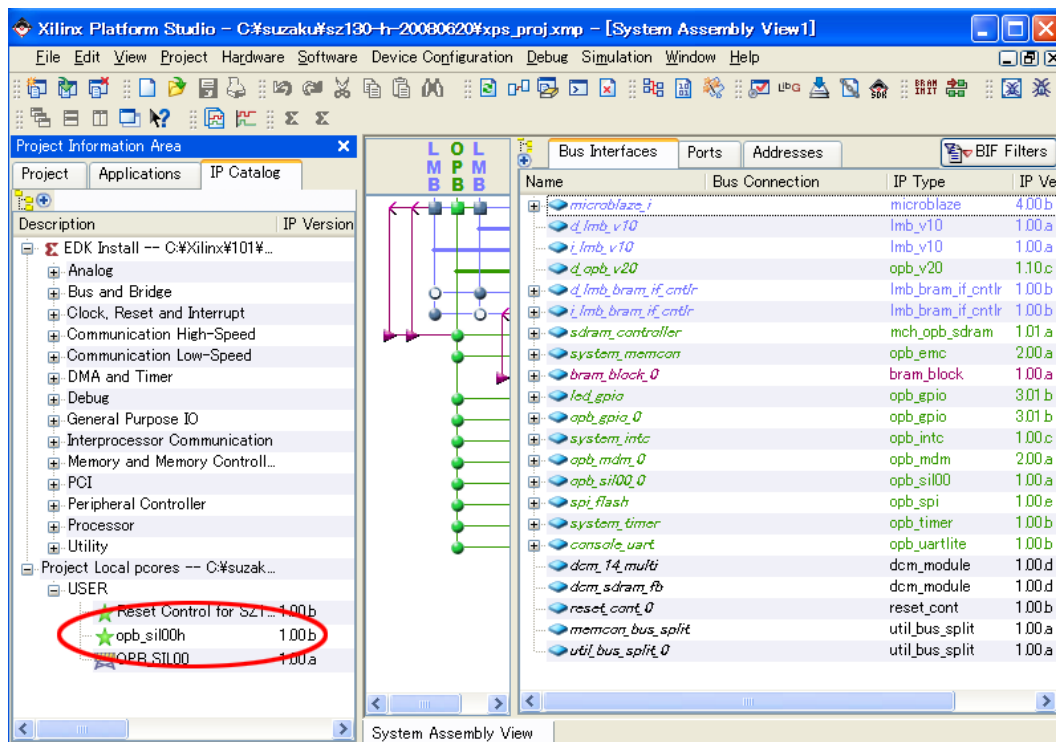 Xilinx Platform Studio - C:¥suzaku¥sz130-h-20080620¥xps_proj.xmp - [System Assembly View1]
File Edit View Project Hardware Software Device Configuration Debug Simulation Window Help
Project Information Area
Project Applications IP Catalog
Description IP Version
EDK Install -- C:¥Xilinx¥101¥...
Analog
Bus and Bridge
Clock, Reset and Interrupt
Communication High-Speed
Communication Low-Speed
DMA and Timer
Debug
General Purpose IO
Interprocessor Communication
Memory and Memory Controll...
PCI
Peripheral Controller
Processor
Utility
Project Local pcores -- C:¥suzak...
USER
Reset Control for SZ1... 1.00.b
opb_sil00h 1.00.b
OPB_SIL00 1.00.a
L O L
M P M
B B B
Bus Interfaces Ports Addresses BIF Filters
Name Bus Connection IP Type IP Ve
microblaze_i microblaze 4.00.b
d_lmb_v10 lmb_v10 1.00.a
i_lmb_v10 lmb_v10 1.00.a
d_opb_v20 opb_v20 1.10.c
d_lmb_bram_if_cntlr lmb_bram_if_cntlr 1.00.b
i_lmb_bram_if_cntlr lmb_bram_if_cntlr 1.00.b
sdram_controller mch_opb_sdram 1.01.a
system_memcon opb_emc 2.00.a
bram_block_0 bram_block 1.00.a
led_gpio opb_gpio 3.01.b
opb_gpio_0 opb_gpio 3.01.b
system_intc opb_intc 1.00.c
opb_mdm_0 opb_mdm 2.00.a
opb_sil00_0 opb_sil00 1.00.a
spi_flash opb_spi 1.00.e
system_timer opb_timer 1.00.b
console_uart opb_uartlite 1.00.b
dcm_14_multi dcm_module 1.00.d
dcm_sdram_fb dcm_module 1.00.d
reset_cont_0 reset_cont 1.00.b
memcon_bus_split util_bus_split 1.00.a
util_bus_split_0 util_bus_split 1.00.a
System Assembly View